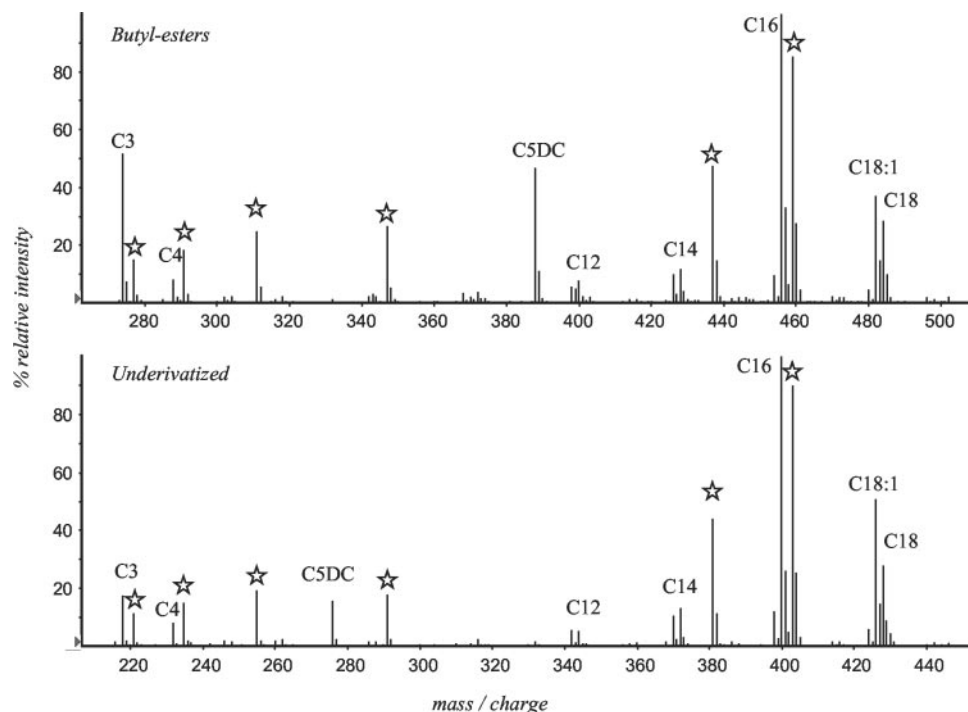 Butyl-esters
C16
80
C3
C5DC
60
C18:1
C18
40
C4
C14
20
C12
280 300 320 340 360 380 400 420 440 460 480 500
% relative intensity
Underivatized
C16
80
C18:1
60
C18
40
C3
C5DC
C14
20
C4
C12
220 240 260 280 300 320 340 360 380 400 420 440
mass / charge